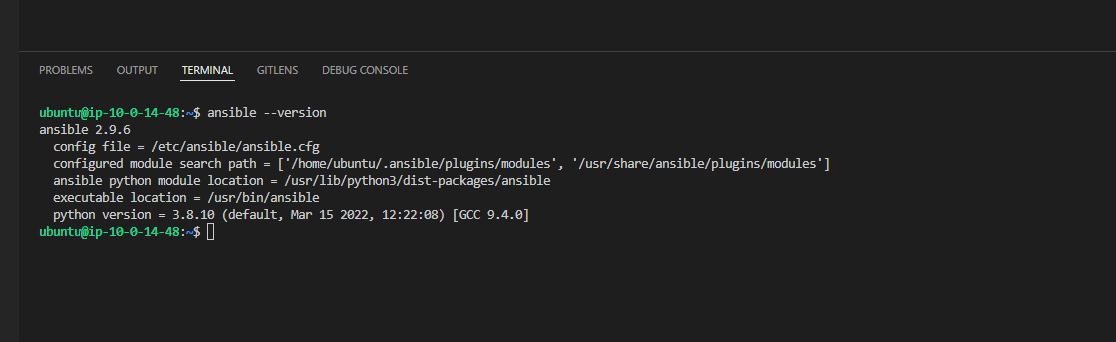 PROBLEMS OUTPUT TERMINAL GITLENS DEBUG CONSOLE
ubuntu@ip-10-0-14-48:~$ ansible --version
ansible 2.9.6
  config file = /etc/ansible/ansible.cfg
  configured module search path = ['/home/ubuntu/.ansible/plugins/modules', '/usr/share/ansible/plugins/modules']
  ansible python module location = /usr/lib/python3/dist-packages/ansible
  executable location = /usr/bin/ansible
  python version = 3.8.10 (default, Mar 15 2022, 12:22:08) [GCC 9.4.0]
ubuntu@ip-10-0-14-48:~$